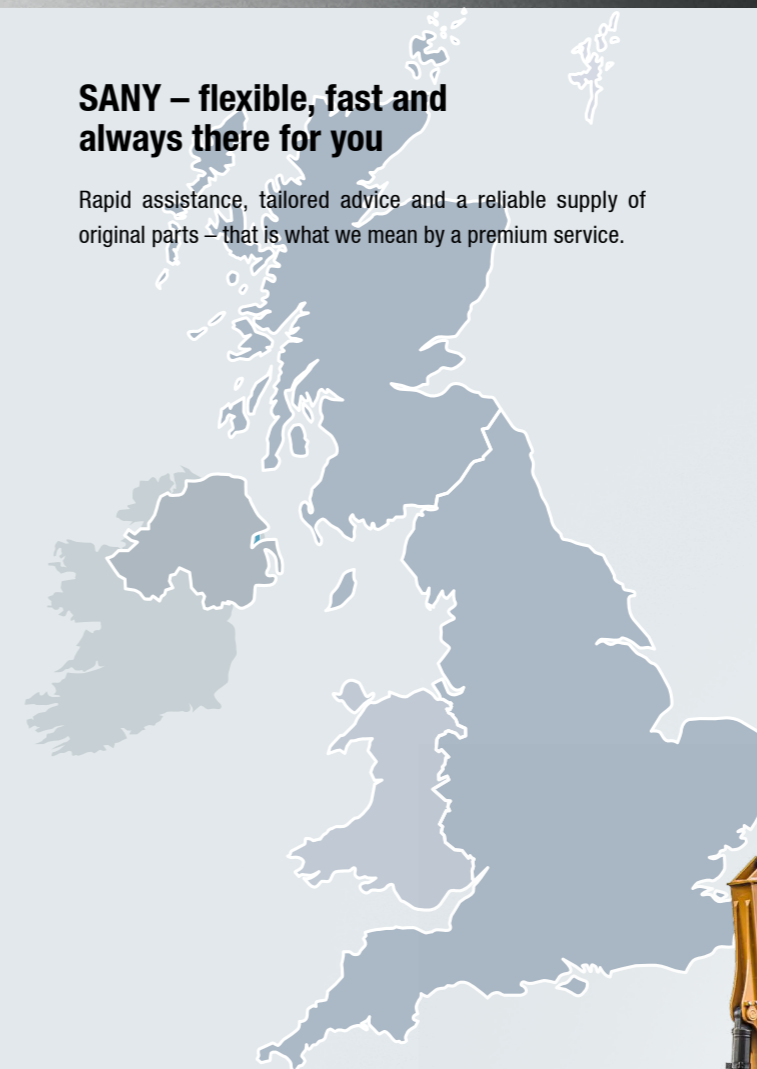 SANY – flexible, fast and
always there for you
Rapid assistance, tailored advice and a reliable supply of
original parts – that is what we mean by a premium service.